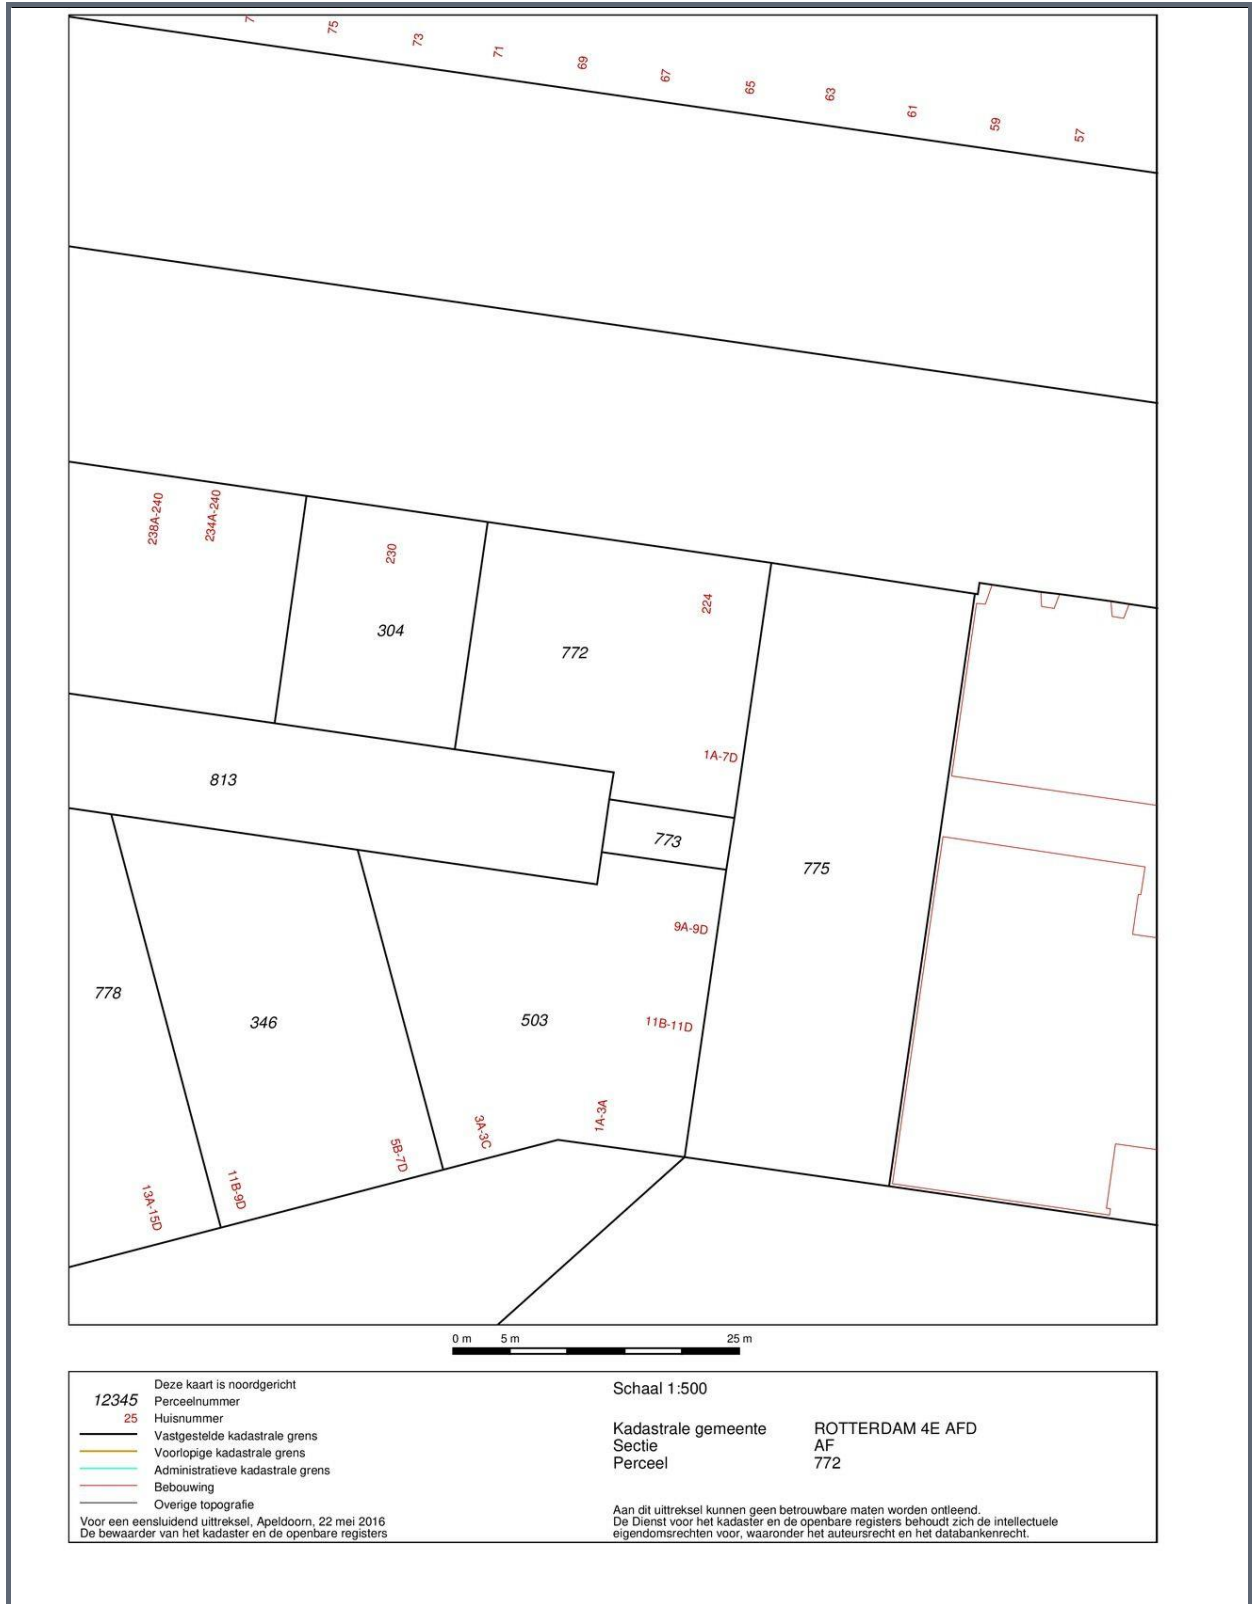 75
73
71
69
67
65
63
61
59
57
238A-240
234A-240
230
224
304
772
1A-7D
813
773
775
9A-9D
778
346
503
11B-11D
1A-3A
3A-3C
5B-7D
11B-9D
13A-15D
0 m 5 m 25 m
Deze kaart is noordgericht
12345 Perceelnummer
25 Huisnummer
Vastgestelde kadastrale grens
Voorlopige kadastrale grens
Administratieve kadastrale grens
Bebouwing
Overige topografie
Voor een eensluidend uittreksel, Apeldoorn, 22 mei 2016
De bewaarder van het kadaster en de openbare registers
Schaal 1:500
Kadastrale gemeente ROTTERDAM 4E AFD
Sectie AF
Perceel 772
Aan dit uittreksel kunnen geen betrouwbare maten worden ontleend.
De Dienst voor het kadaster en de openbare registers behoudt zich de intellectuele
eigendomsrechten voor, waaronder het auteursrecht en het databankenrecht.